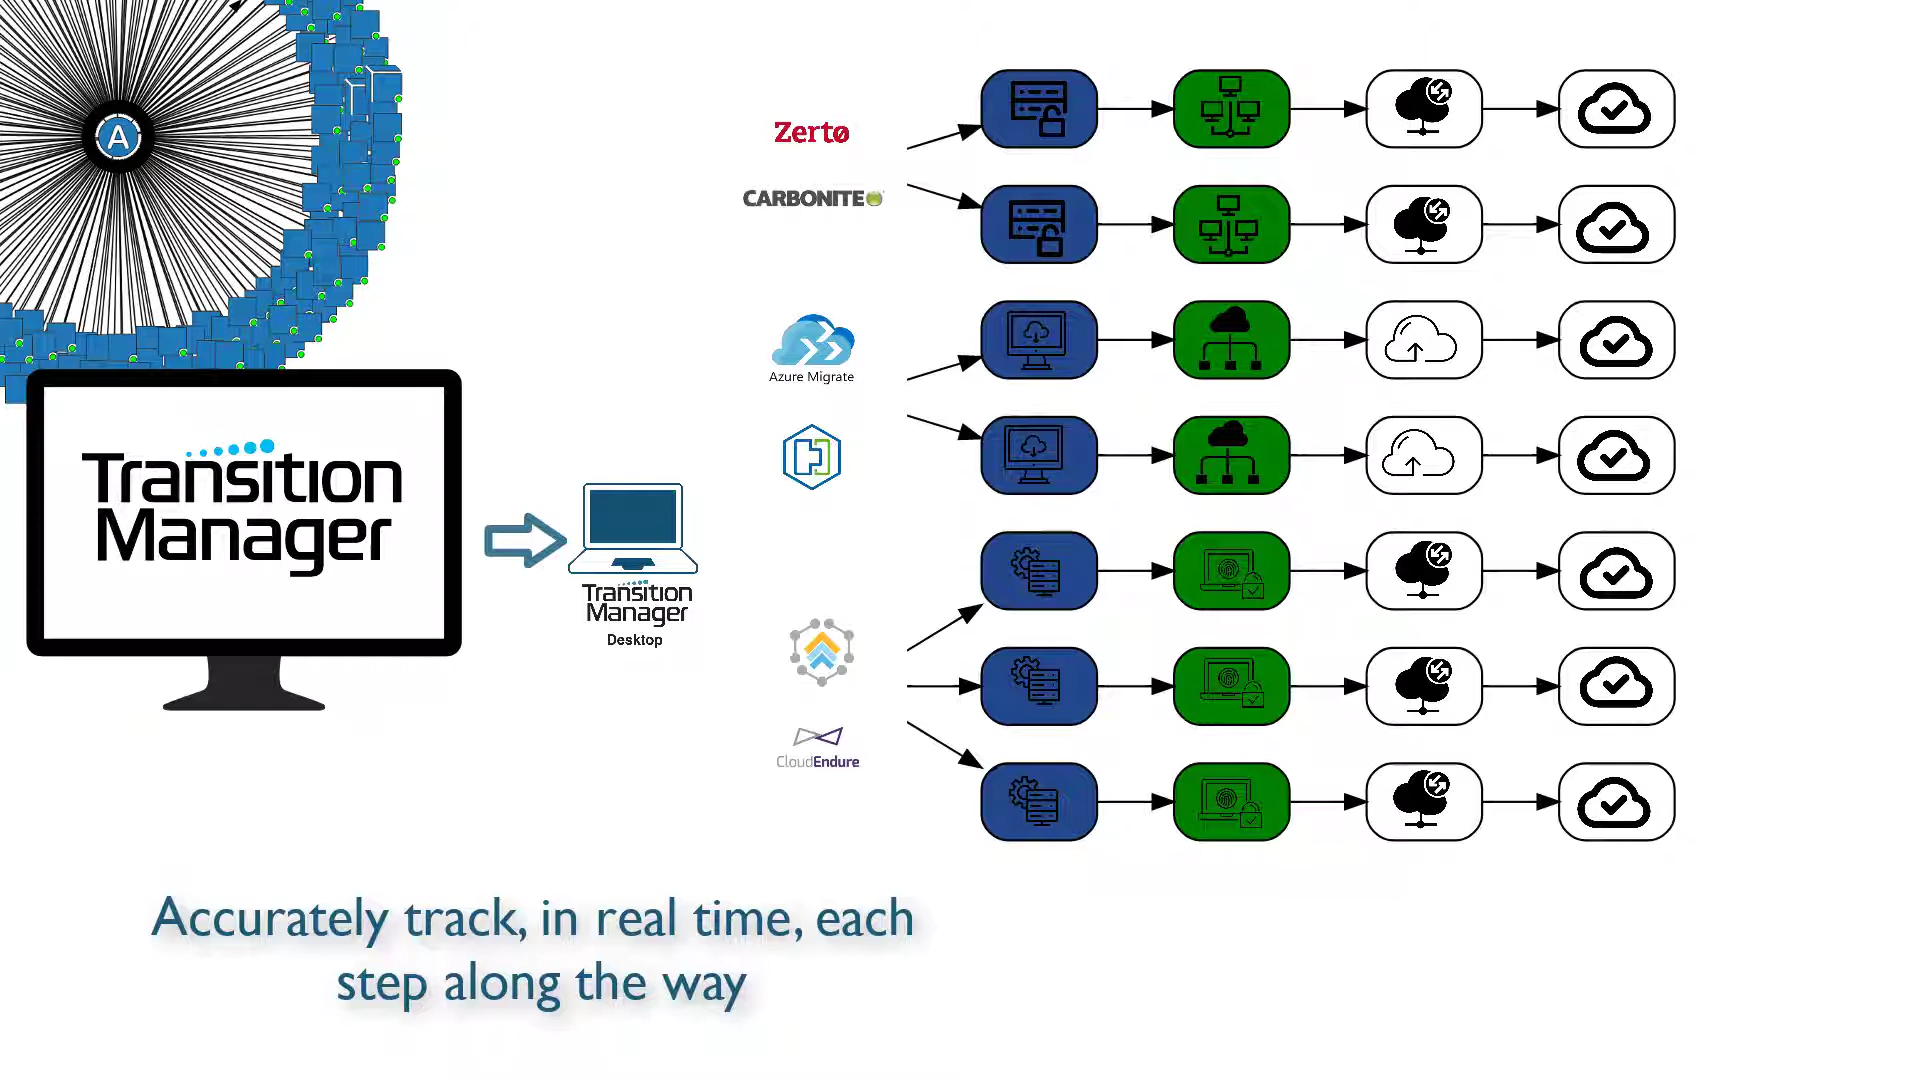 A
Zerto
CARBONITE
Azure Migrate
Transition
Manager
Transition
Manager
Desktop
CloudEndure
Accurately track, in real time, each
step along the way